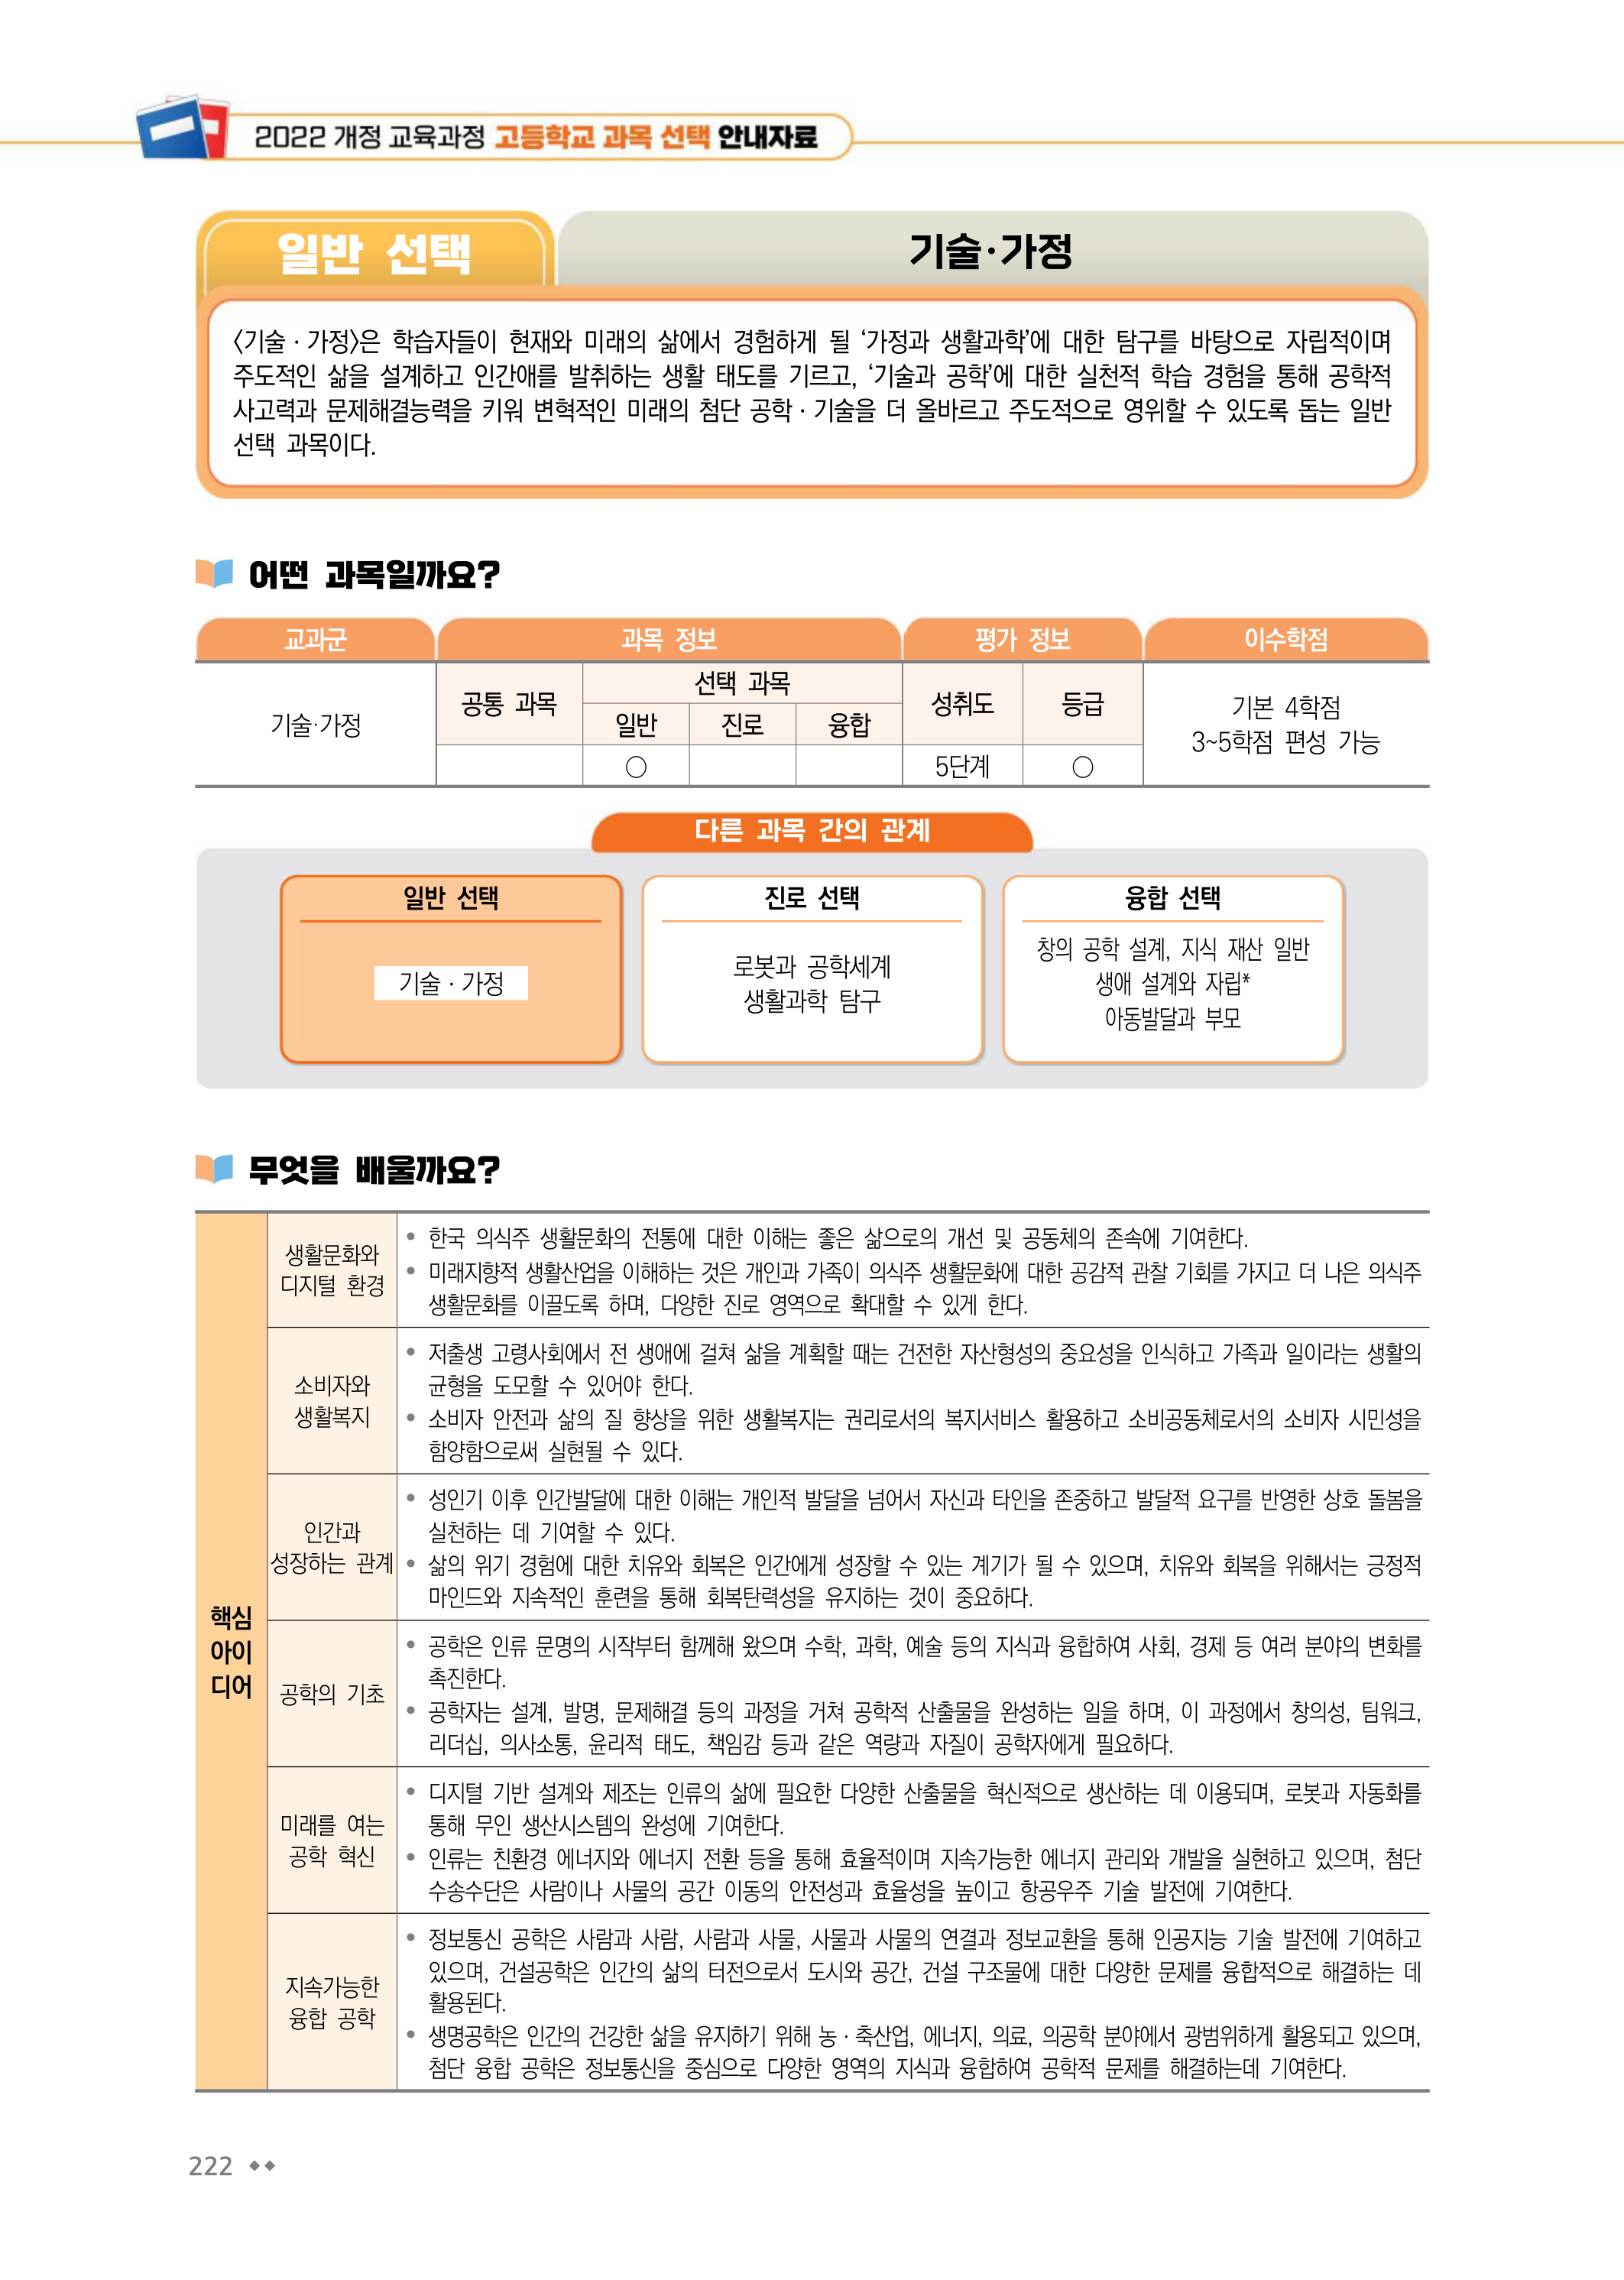 2022 개정 교육과정 고등학교 과목 선택 안내자료
일반 선택
기술·가정
〈기술 · 가정〉은 학습자들이 현재와 미래의 삶에서 경험하게 될 ‘가정과 생활과학’에 대한 탐구를 바탕으로 자립적이며
주도적인 삶을 설계하고 인간애를 발취하는 생활 태도를 기르고, ‘기술과 공학’에 대한 실천적 학습 경험을 통해 공학적
사고력과 문제해결능력을 키워 변혁적인 미래의 첨단 공학 · 기술을 더 올바르고 주도적으로 영위할 수 있도록 돕는 일반
선택 과목이다.
어떤 과목일까요?
교과군 과목 정보 평가 정보 이수학점
공통 과목 선택 과목 성취도 등급
일반 진로 융합
기술·가정
○ 5단계 ○
기본 4학점
3~5학점 편성 가능
다른 과목 간의 관계
일반 선택
기술 · 가정
진로 선택
로봇과 공학세계
생활과학 탐구
융합 선택
창의 공학 설계, 지식 재산 일반
생애 설계와 자립*
아동발달과 부모
무엇을 배울까요?
핵심
아이
디어
생활문화와
디지털 환경
• 한국 의식주 생활문화의 전통에 대한 이해는 좋은 삶으로의 개선 및 공동체의 존속에 기여한다.
• 미래지향적 생활산업을 이해하는 것은 개인과 가족이 의식주 생활문화에 대한 공감적 관찰 기회를 가지고 더 나은 의식주
생활문화를 이끌도록 하며, 다양한 진로 영역으로 확대할 수 있게 한다.
소비자와
생활복지
• 저출생 고령사회에서 전 생애에 걸쳐 삶을 계획할 때는 건전한 자산형성의 중요성을 인식하고 가족과 일이라는 생활의
균형을 도모할 수 있어야 한다.
• 소비자 안전과 삶의 질 향상을 위한 생활복지는 권리로서의 복지서비스 활용하고 소비공동체로서의 소비자 시민성을
함양함으로써 실현될 수 있다.
인간과
성장하는 관계
• 성인기 이후 인간발달에 대한 이해는 개인적 발달을 넘어서 자신과 타인을 존중하고 발달적 요구를 반영한 상호 돌봄을
실천하는 데 기여할 수 있다.
• 삶의 위기 경험에 대한 치유와 회복은 인간에게 성장할 수 있는 계기가 될 수 있으며, 치유와 회복을 위해서는 긍정적
마인드와 지속적인 훈련을 통해 회복탄력성을 유지하는 것이 중요하다.
공학의 기초
• 공학은 인류 문명의 시작부터 함께해 왔으며 수학, 과학, 예술 등의 지식과 융합하여 사회, 경제 등 여러 분야의 변화를
촉진한다.
• 공학자는 설계, 발명, 문제해결 등의 과정을 거쳐 공학적 산출물을 완성하는 일을 하며, 이 과정에서 창의성, 팀워크,
리더십, 의사소통, 윤리적 태도, 책임감 등과 같은 역량과 자질이 공학자에게 필요하다.
미래를 여는
공학 혁신
• 디지털 기반 설계와 제조는 인류의 삶에 필요한 다양한 산출물을 혁신적으로 생산하는 데 이용되며, 로봇과 자동화를
통해 무인 생산시스템의 완성에 기여한다.
• 인류는 친환경 에너지와 에너지 전환 등을 통해 효율적이며 지속가능한 에너지 관리와 개발을 실현하고 있으며, 첨단
수송수단은 사람이나 사물의 공간 이동의 안전성과 효율성을 높이고 항공우주 기술 발전에 기여한다.
지속가능한
융합 공학
• 정보통신 공학은 사람과 사람, 사람과 사물, 사물과 사물의 연결과 정보교환을 통해 인공지능 기술 발전에 기여하고
있으며, 건설공학은 인간의 삶의 터전으로서 도시와 공간, 건설 구조물에 대한 다양한 문제를 융합적으로 해결하는 데
활용된다.
• 생명공학은 인간의 건강한 삶을 유지하기 위해 농 · 축산업, 에너지, 의료, 의공학 분야에서 광범위하게 활용되고 있으며,
첨단 융합 공학은 정보통신을 중심으로 다양한 영역의 지식과 융합하여 공학적 문제를 해결하는데 기여한다.
222